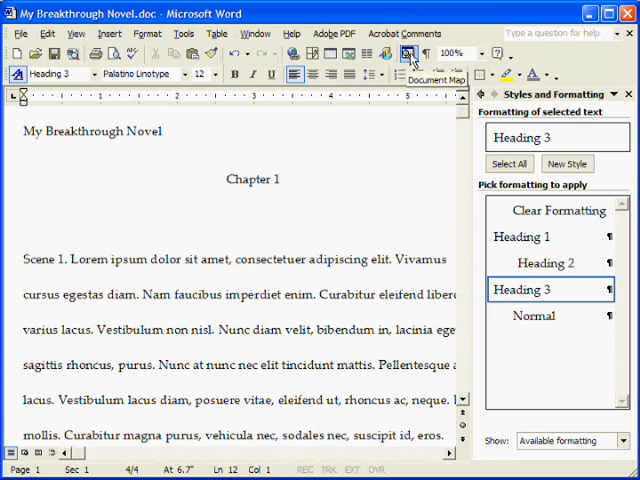 My Breakthrough Novel.doc - Microsoft Word
File Edit View Insert Format Tools Table Window Help Adobe PDF Acrobat Comments Type a question for help
100%
Heading 3 Palatino Linotype 12 B I U
Document Map
1 2 3 4 5
My Breakthrough Novel
Chapter 1
Scene 1. Lorem ipsum dolor sit amet, consectetuer adipiscing elit. Vivamus
cursus egestas diam. Nam faucibus imperdiet enim. Curabitur eleifend liberc
varius lacus. Vestibulum non nisl. Nunc diam velit, bibendum in, lacinia ege
sagittis rhoncus, purus. Nunc at nunc nec elit tincidunt mattis. Pellentesque a
lacus. Vestibulum lacus diam, posuere vitae, eleifend ut, rhoncus ac, neque.
mollis. Curabitur magna purus, vehicula nec, sodales nec, suscipit id, eros.
Styles and Formatting
Formatting of selected text
Heading 3
Select All New Style
Pick formatting to apply
Clear Formatting
Heading 1 ¶
Heading 2 ¶
Heading 3 ¶
Normal ¶
Show: Available formatting
Page 1 Sec 1 4/4 At 6.7" Ln 12 Col 1 REC TRK EXT OVR